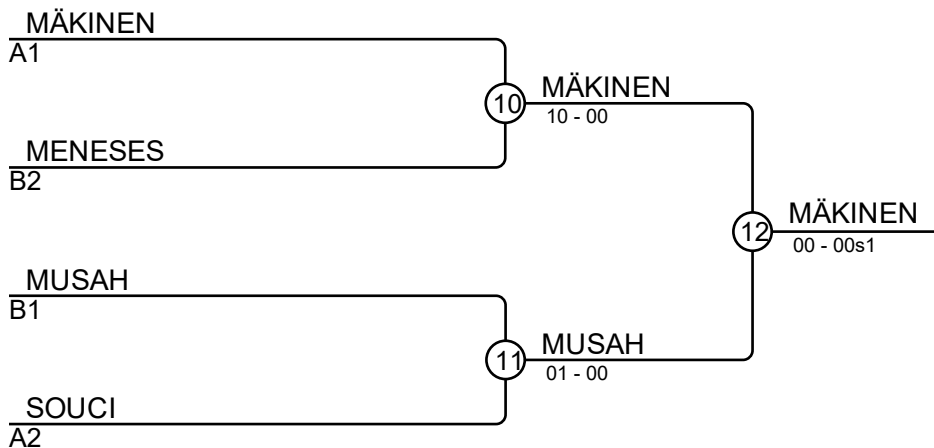 MÄKINEN
A1
10
MÄKINEN
10 - 00
MENESES
B2
12
MÄKINEN
00 - 00s1
MUSAH
B1
11
MUSAH
01 - 00
SOUCI
A2